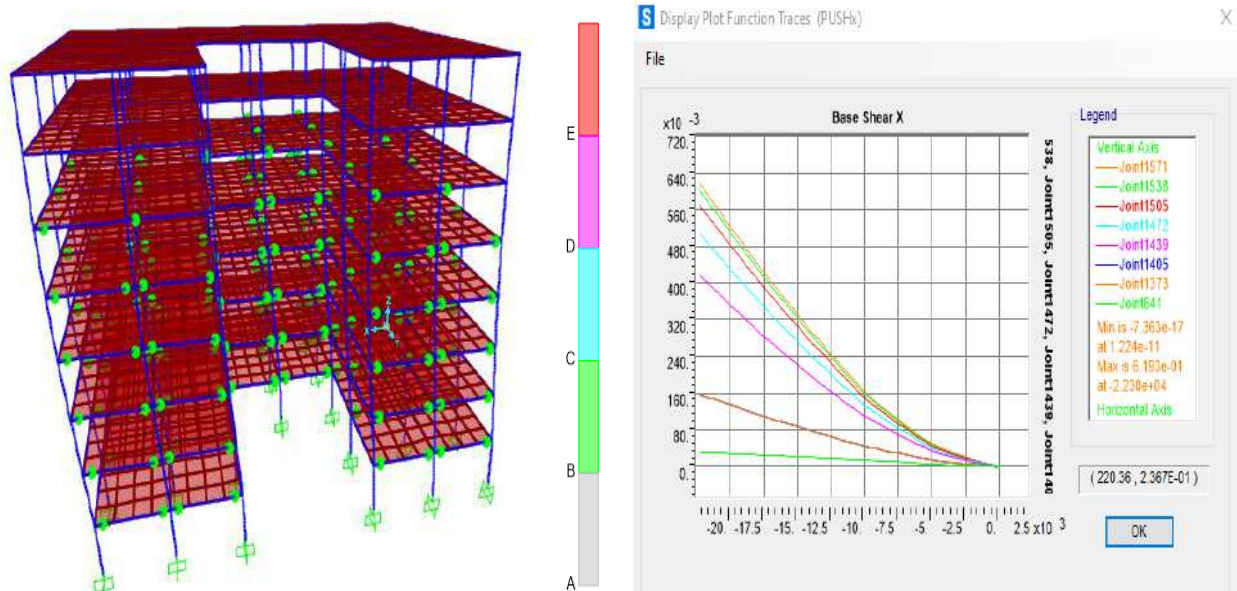 E
D
C
B
A
Z
X
Y
S Display Plot Function Traces (PUSHx)
File
x10 -3
Base Shear X
720.
640.
560.
480.
400.
320.
240.
160.
80.
0.
-20. -17.5 -15. -12.5 -10. -7.5 -5. -2.5 0. 2.5 x10 3
538, Joint1505, Joint1472, Joint1439, Joint140
Legend
Vertical Axis
Joint1571
Joint1538
Joint1505
Joint1472
Joint1439
Joint1405
Joint1373
Joint641
Min is -7.363e-17
at 1.224e-11
Max is 6.193e-01
at -2.230e+04
Horizontal Axis
( 220.36 , 2.367E-01 )
OK